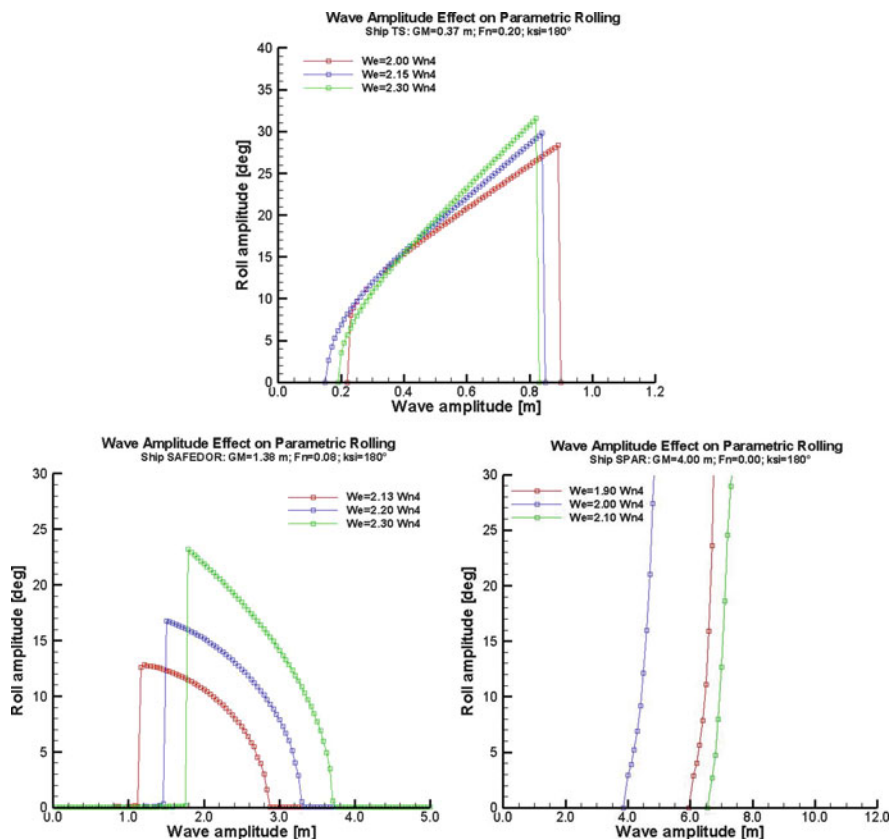 Wave Amplitude Effect on Parametric Rolling
Ship TS: GM=0.37 m; Fn=0.20; ksi=180°
We=2.00 Wn4
We=2.15 Wn4
We=2.30 Wn4
Roll amplitude [deg]
40
35
30
25
20
15
10
5
0
0.0 0.2 0.4 0.6 0.8 1.0 1.2
Wave amplitude [m]
Wave Amplitude Effect on Parametric Rolling
Ship SAFEDOR: GM=1.38 m; Fn=0.08; ksi=180°
We=2.13 Wn4
We=2.20 Wn4
We=2.30 Wn4
Roll amplitude [deg]
30
25
20
15
10
5
0
0.0 1.0 2.0 3.0 4.0 5.0
Wave amplitude [m]
Wave Amplitude Effect on Parametric Rolling
Ship SPAR: GM=4.00 m; Fn=0.00; ksi=180°
We=1.90 Wn4
We=2.00 Wn4
We=2.10 Wn4
Roll amplitude [deg]
30
25
20
15
10
5
0
0.0 2.0 4.0 6.0 8.0 10.0 12.0
Wave amplitude [m]